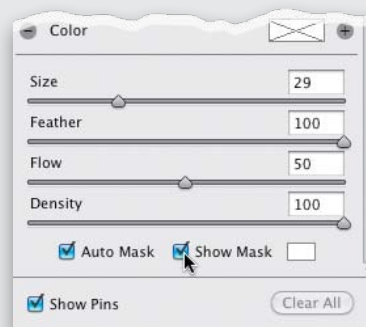 Color
Size 29
Feather 100
Flow 50
Density 100
Auto Mask Show Mask
Show Pins Clear All